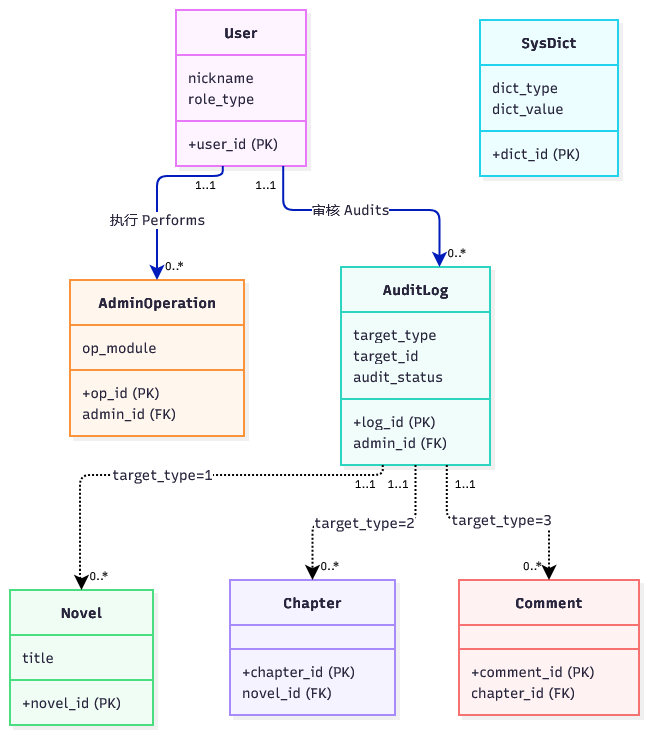 User
nickname
role_type
+user_id (PK)
SysDict
dict_type
dict_value
+dict_id (PK)
1..1
1..1
执行 Performs
审核 Audits
0..*
0..*
AdminOperation
op_module
+op_id (PK)
admin_id (FK)
AuditLog
target_type
target_id
audit_status
+log_id (PK)
admin_id (FK)
target_type=1
1..1
1..1
1..1
target_type=2
target_type=3
0..*
0..*
0..*
Novel
title
+novel_id (PK)
Chapter
+chapter_id (PK)
novel_id (FK)
Comment
+comment_id (PK)
chapter_id (FK)